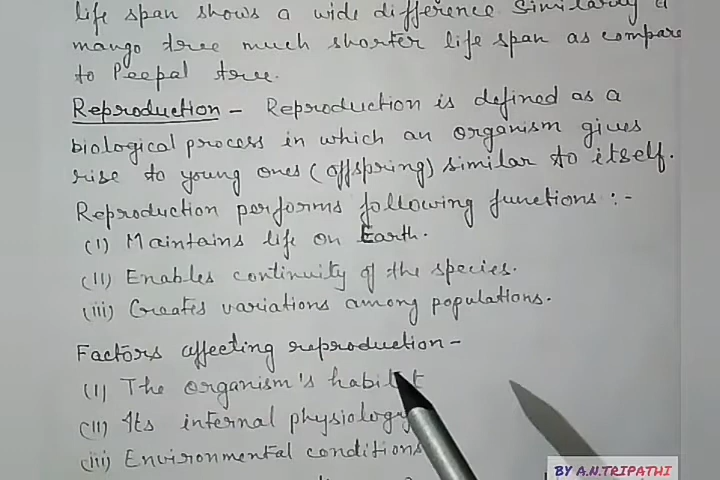 life span shows a wide difference similarly a
mango tree much shorter life span as compare
to Peepal tree.
Reproduction - Reproduction is defined as a
biological process in which an organism gives
rise to young ones (offspring) similar to itself.
Reproduction performs following functions :-
(I) Maintains life on Earth.
(II) Enables continuity of the species.
(iii) Creates variations among populations.
Factors affecting reproduction -
(I) The organism's habitat
(II) Its internal physiology
(iii) Environmental conditions
BY A.N.TRIPATHI